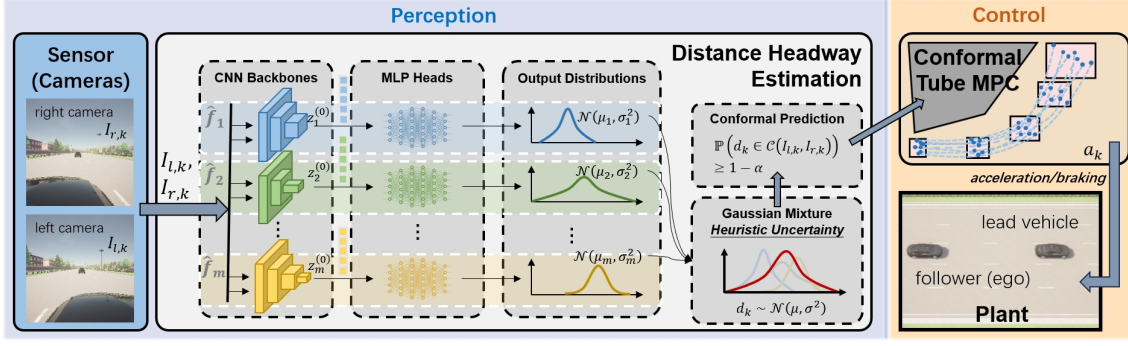 Perception
Control
Sensor
(Cameras)
right camera
I_{r,k}
left camera
I_{l,k}
I_{l,k},
I_{r,k}
Distance Headway
Estimation
CNN Backbones
MLP Heads
Output Distributions
\hat{f}_1
z_1^{(0)}
𝒩(μ_1, σ_1^2)
\hat{f}_2
z_2^{(0)}
𝒩(μ_2, σ_2^2)
⋮
⋮
⋮
\hat{f}_m
z_m^{(0)}
𝒩(μ_m, σ_m^2)
Conformal Prediction
ℙ(d_k ∈ 𝒞(I_{l,k}, I_{r,k}))
≥ 1 − α
Gaussian Mixture
Heuristic Uncertainty
d_k ~ 𝒩(μ, σ^2)
Conformal
Tube MPC
a_k
acceleration/braking
lead vehicle
follower (ego)
Plant